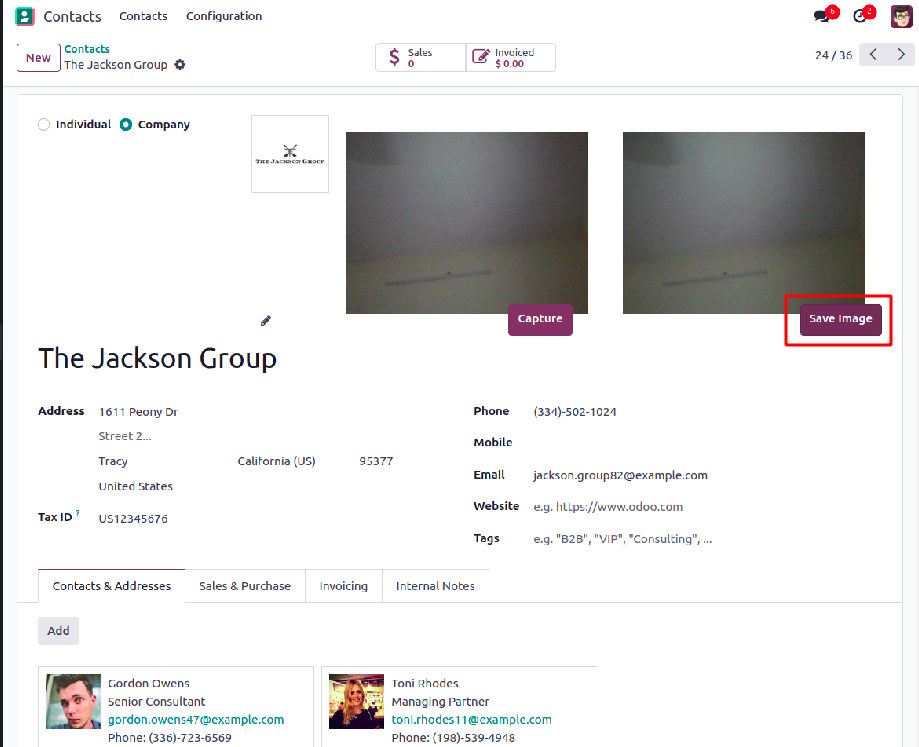 Contacts Contacts Configuration 6 2
New Contacts
The Jackson Group
Sales
0
Invoiced
$ 0.00
24 / 36
Individual Company
THE JACKSON GROUP
Capture
Save Image
The Jackson Group
Address 1611 Peony Dr
Street 2...
Tracy California (US) 95377
United States
Tax ID ? US12345676
Phone (334)-502-1024
Mobile
Email jackson.group82@example.com
Website e.g. https://www.odoo.com
Tags e.g. "B2B", "VIP", "Consulting", ...
Contacts & Addresses Sales & Purchase Invoicing Internal Notes
Add
Gordon Owens
Senior Consultant
gordon.owens47@example.com
Phone: (336)-723-6569
Toni Rhodes
Managing Partner
toni.rhodes11@example.com
Phone: (198)-539-4948